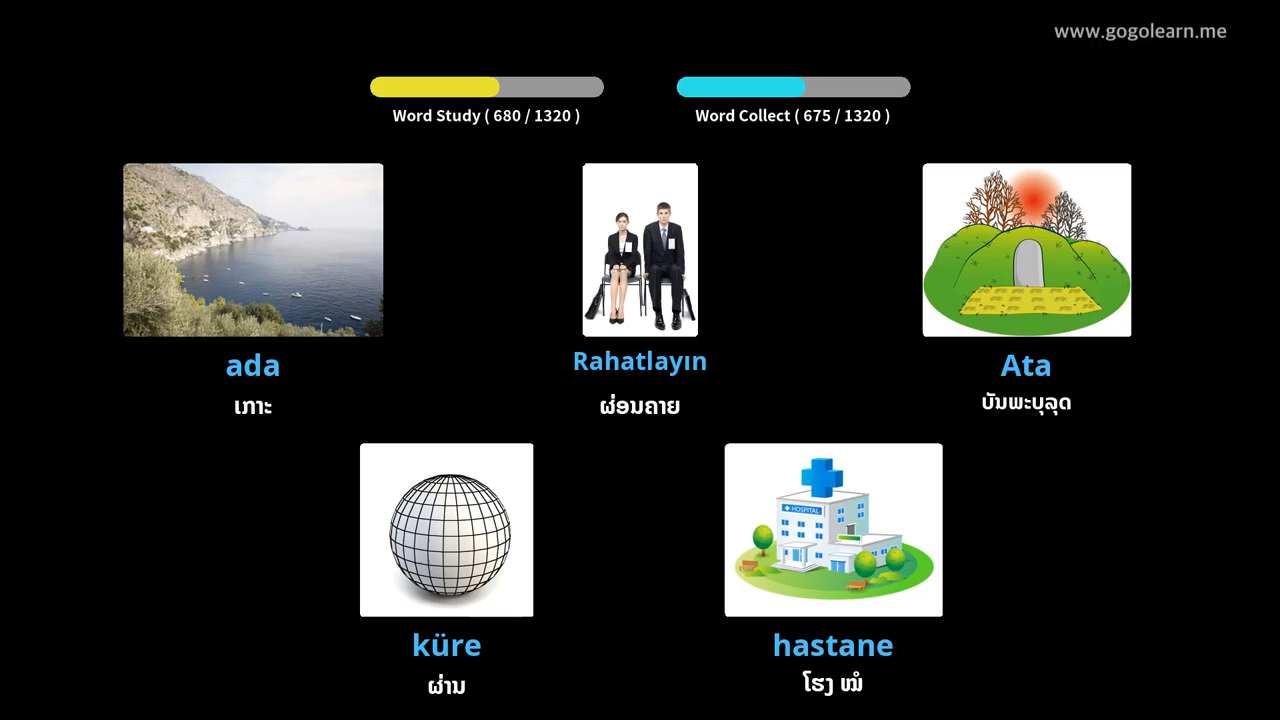 www.gogolearn.me
Word Study ( 680 / 1320 )
Word Collect ( 675 / 1320 )
ada
ເກາະ
Rahatlayın
ຜ່ອນຄາຍ
Ata
ບັນພະບຸລຸດ
HOSPITAL
küre
ຜ່ານ
hastane
ໂຮງ ໝໍ